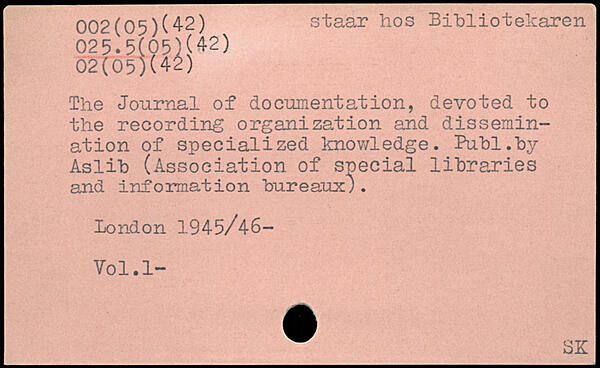 002(05)(42)
staar hos Bibliotekaren
025.5(05)(42)
02(05)(42)
The Journal of documentation, devoted to
the recording organization and dissemin-
ation of specialized knowledge. Publ.by
Aslib (Association of special libraries
and information bureaux).
London 1945/46-
Vol.1-
SK